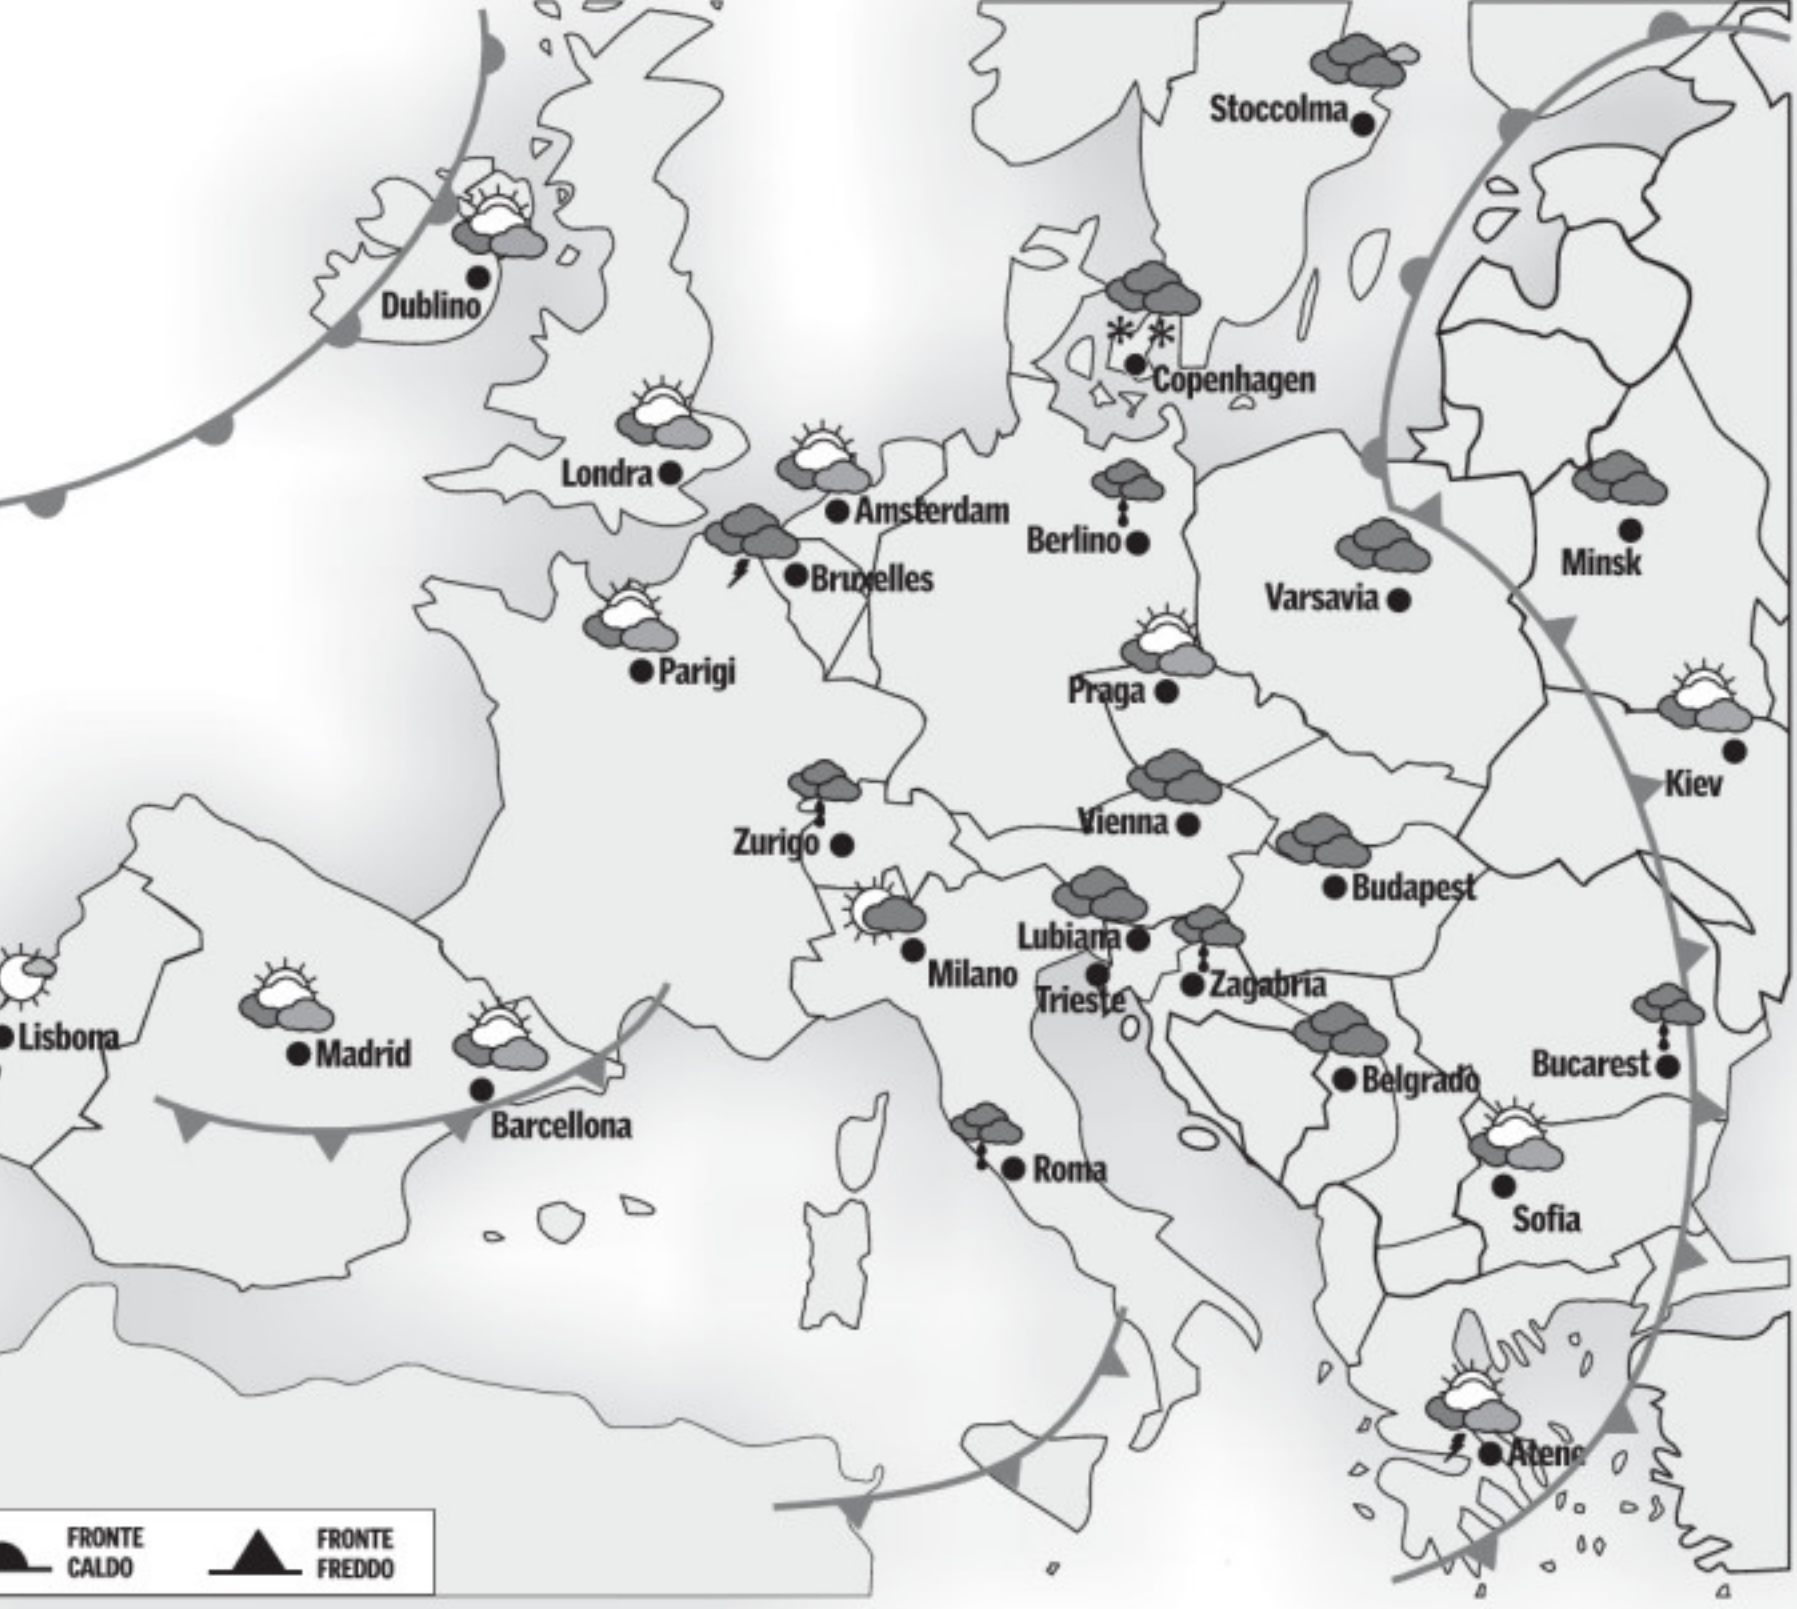 Stoccolma
Dublino
Copenhagen
Londra
Amsterdam
Berlino
Minsk
Bruxelles
Varsavia
Parigi
Praga
Kiev
Vienna
Zurigo
Budapest
Lubiana
Milano
Trieste
Zagabria
Lisbona
Madrid
Belgrado
Bucarest
Barcellona
Roma
Sofia
Atene
FRONTE
CALDO
FRONTE
FREDDO